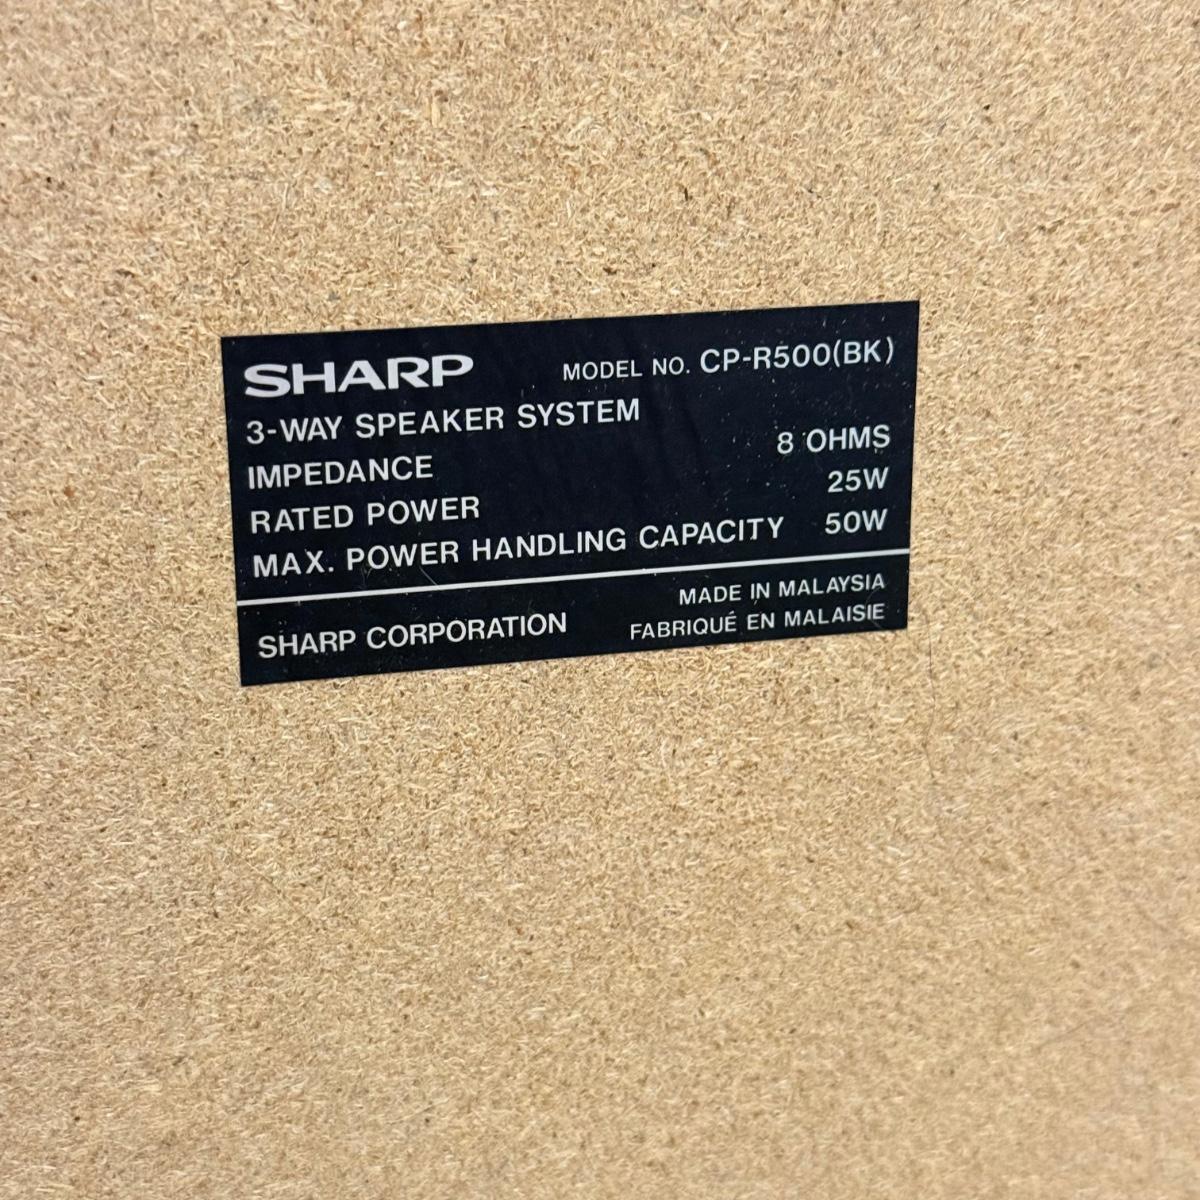 SHARP MODEL NO. CP-R500(BK)
3-WAY SPEAKER SYSTEM
IMPEDANCE 8 OHMS
RATED POWER 25W
MAX. POWER HANDLING CAPACITY 50W
SHARP CORPORATION
MADE IN MALAYSIA
FABRIQUÉ EN MALAISIE